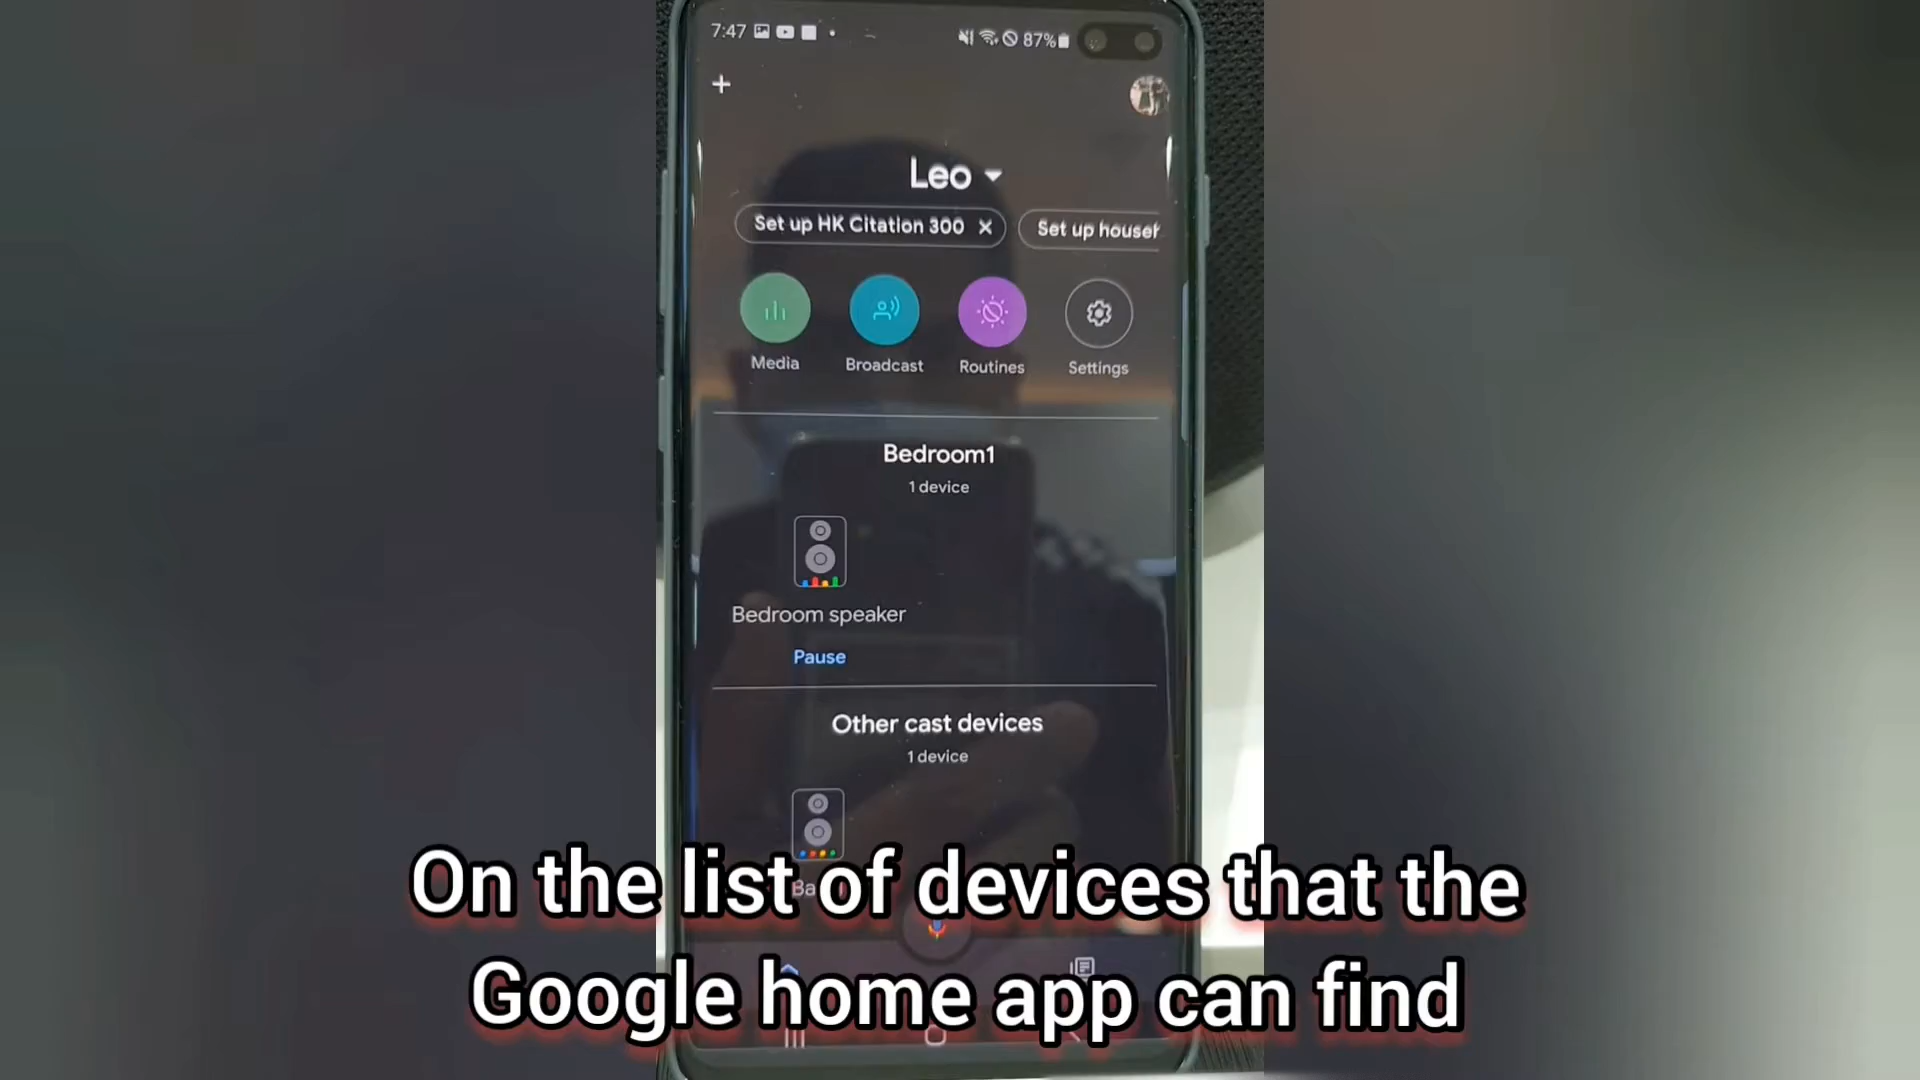 7:47 87%
Leo
Set up HK Citation 300 Set up househ
Media Broadcast Routines Settings
Bedroom1
1 device
Bedroom speaker
Pause
Other cast devices
1 device
On the list of devices that the
Google home app can find